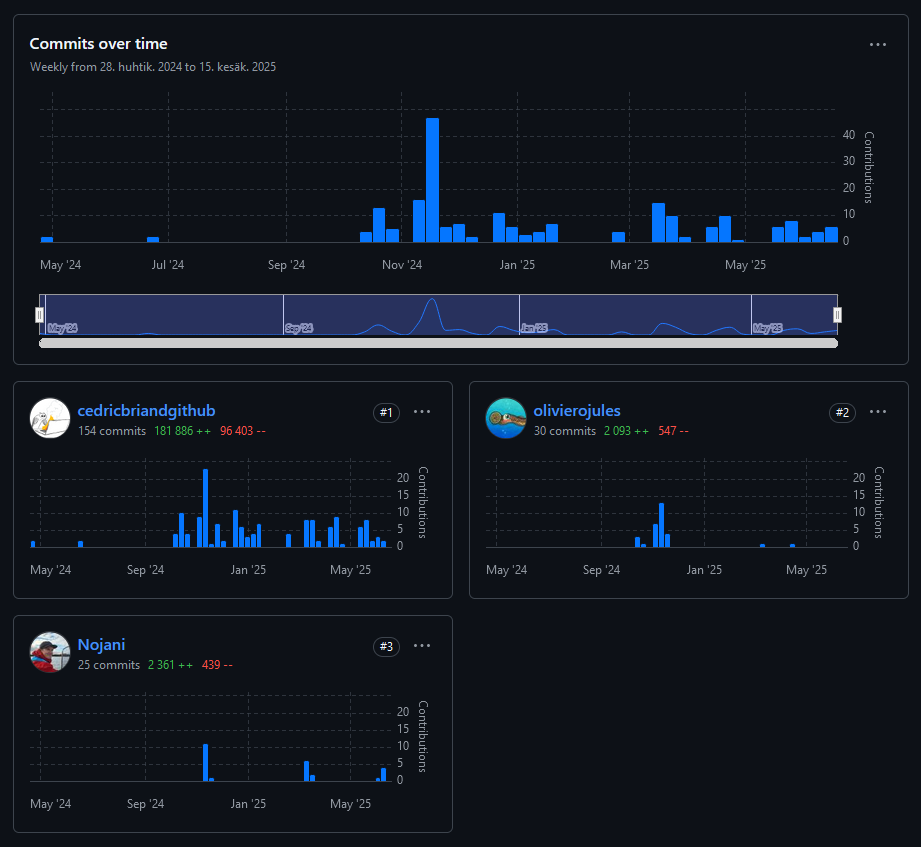 Commits over time
Weekly from 28. huhtik. 2024 to 15. kesäk. 2025
40
30
20
10
0
Contributions
May '24
Jul '24
Sep '24
Nov '24
Jan '25
Mar '25
May '25
May '24
Sep '24
Jan '25
May '25
cedricbriandgithub
#1
154 commits 181 886 ++ 96 403 --
20
15
10
5
0
Contributions
May '24
Sep '24
Jan '25
May '25
olivierojules
#2
30 commits 2 093 ++ 547 --
20
15
10
5
0
Contributions
May '24
Sep '24
Jan '25
May '25
Nojani
#3
25 commits 2 361 ++ 439 --
20
15
10
5
0
Contributions
May '24
Sep '24
Jan '25
May '25